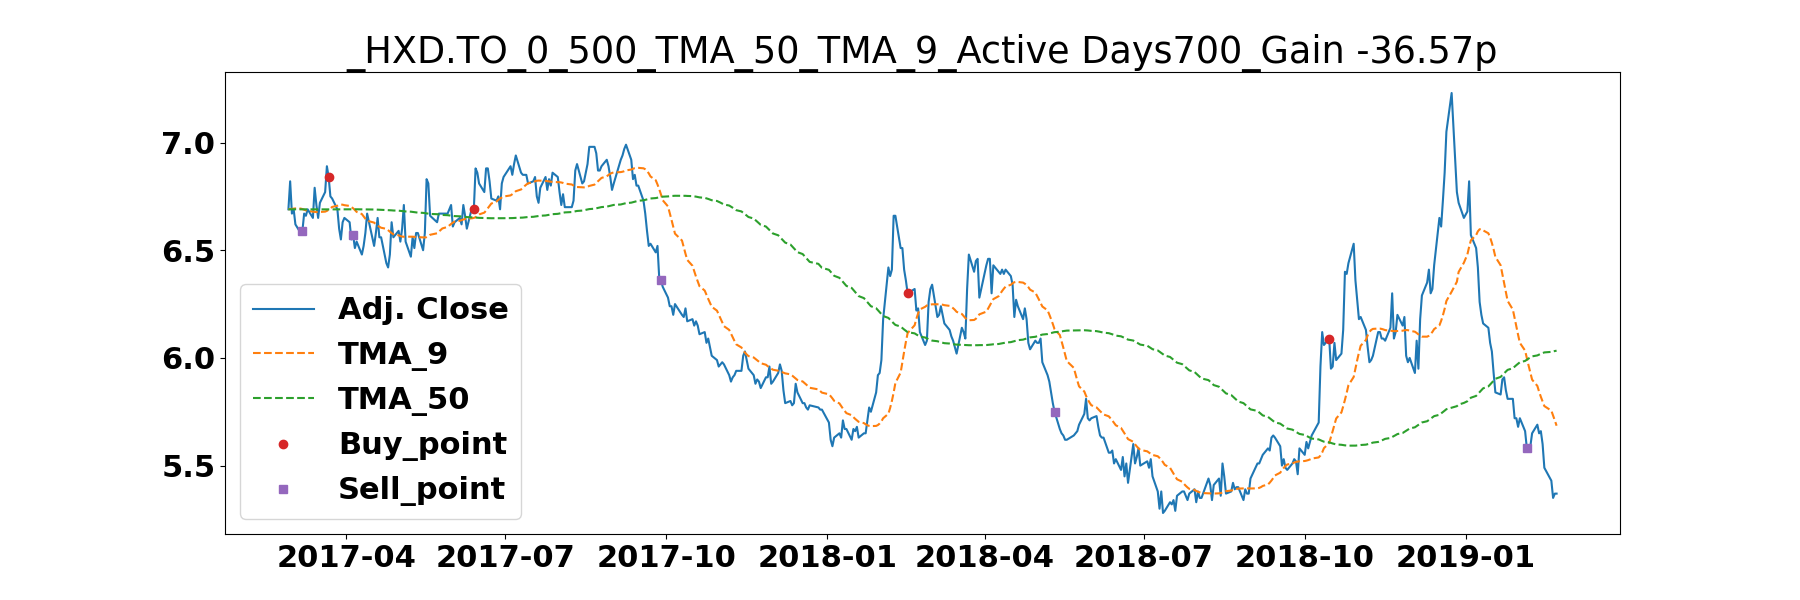 _HXD.TO_0_500_TMA_50_TMA_9_Active Days700_Gain -36.57p
7.0
6.5
6.0
5.5
Adj. Close
TMA_9
TMA_50
Buy_point
Sell_point
2017-04 2017-07 2017-10 2018-01 2018-04 2018-07 2018-10 2019-01